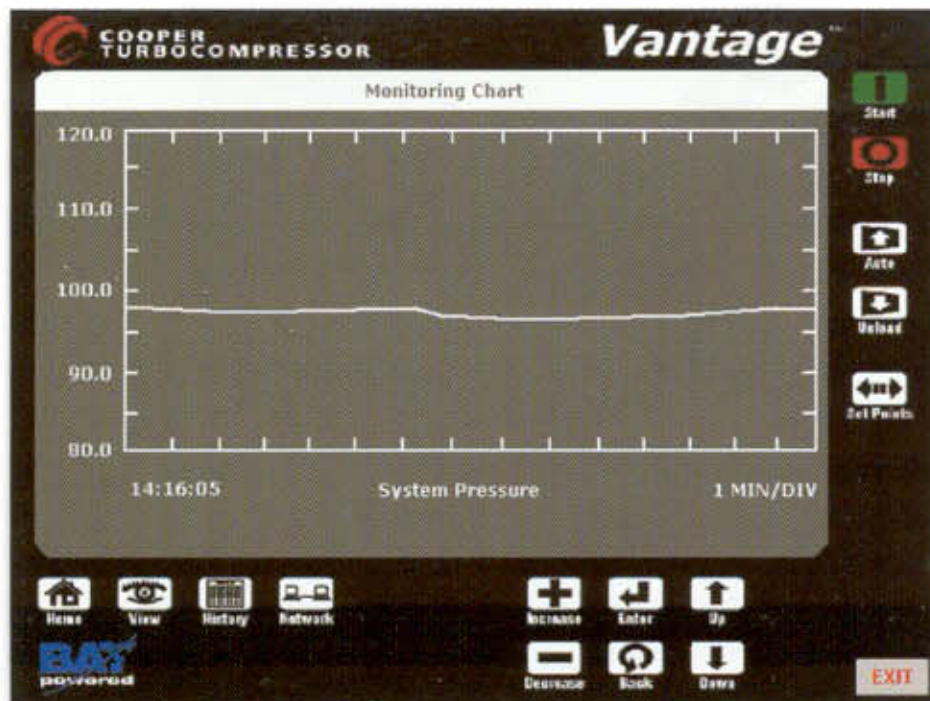 COOPER
TURBOCOMPRESSOR
Vantage™
Monitoring Chart
120.0
110.0
100.0
90.0
80.0
14:16:05
System Pressure
1 MIN/DIV
Start
Stop
Auto
Unload
Set Points
Home
View
History
Network
Increase
Enter
Up
BAY
powered
Decrease
Back
Down
EXIT